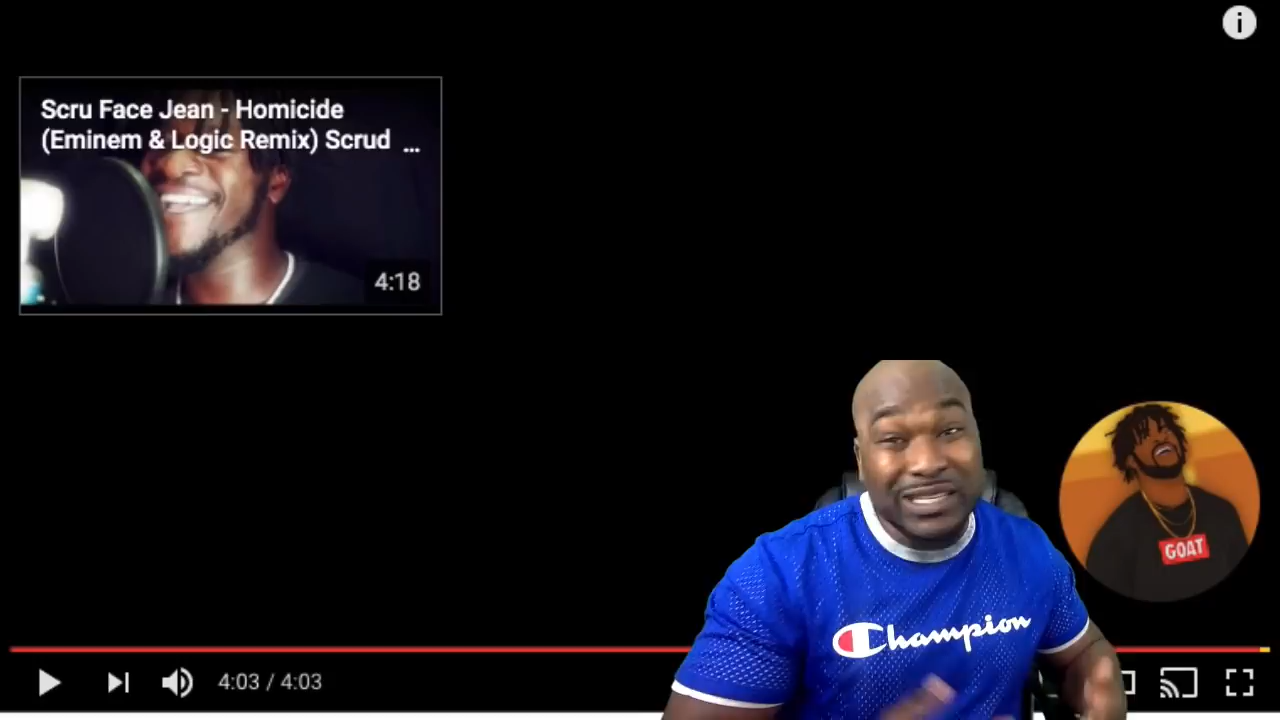 i
Scru Face Jean - Homicide
(Eminem & Logic Remix) Scrud ...
4:18
GOAT
Champion
4:03 / 4:03